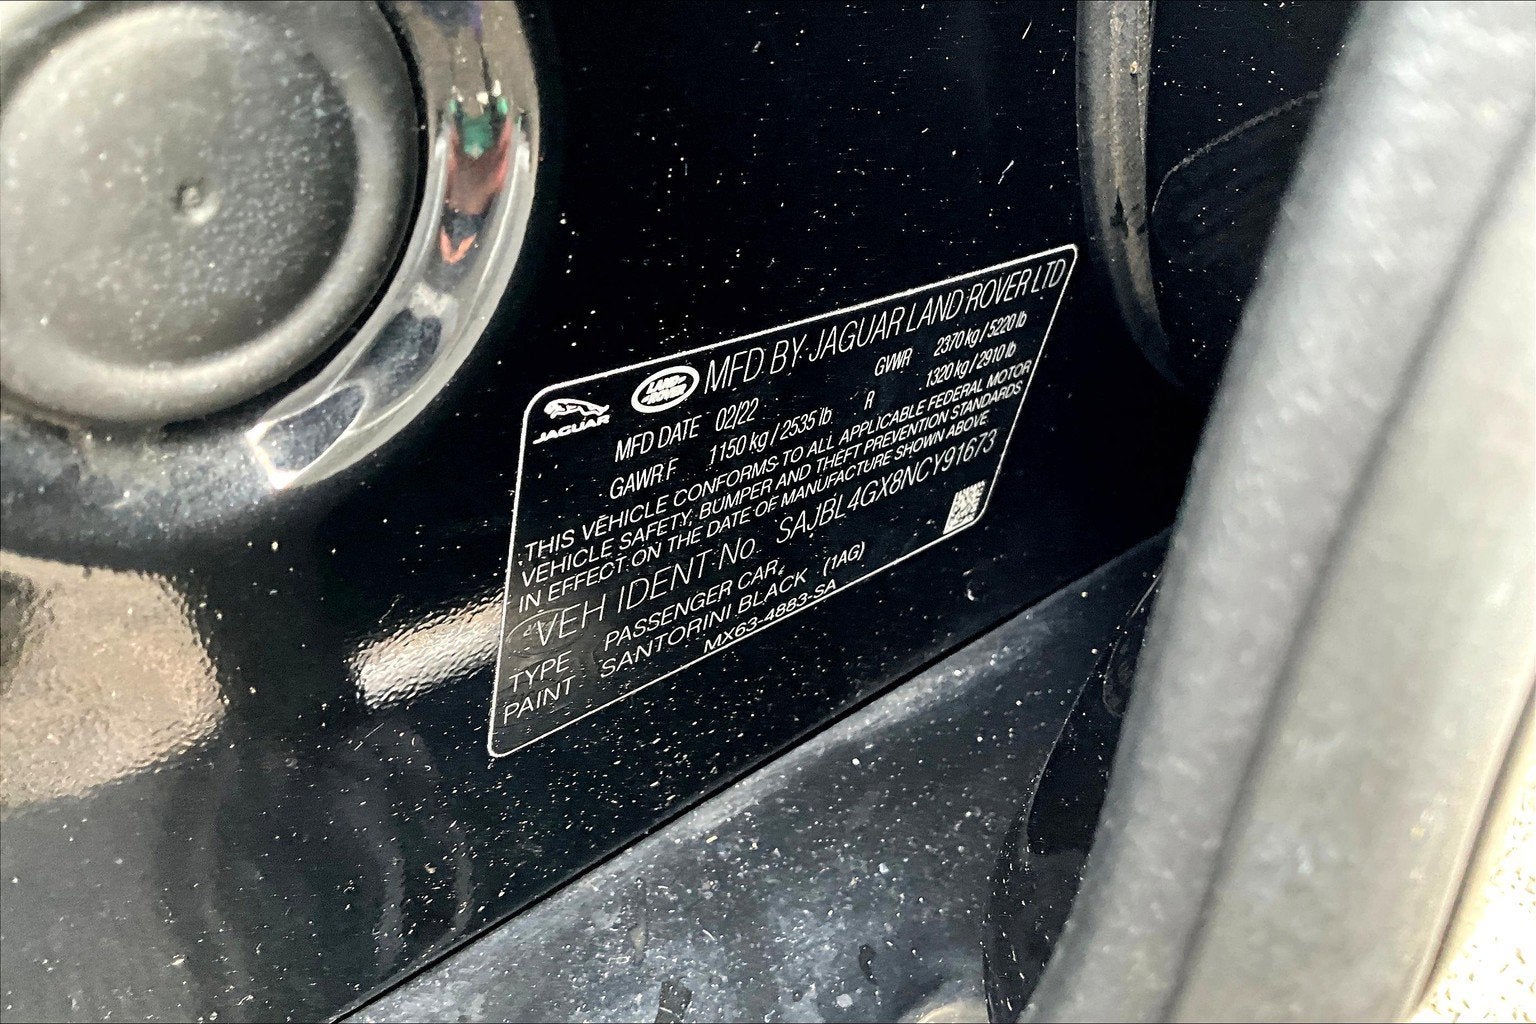 JAGUAR LAND-ROVER MFD BY JAGUAR LAND ROVER LTD
MFD DATE 02/22 GVWR 2370 kg / 5220 lb
GAWR F 1150 kg / 2535 lb R 1320 kg / 2910 lb
THIS VEHICLE CONFORMS TO ALL APPLICABLE FEDERAL MOTOR
VEHICLE SAFETY, BUMPER AND THEFT PREVENTION STANDARDS
IN EFFECT ON THE DATE OF MANUFACTURE SHOWN ABOVE.
VEH IDENT No. SAJBL4GX8NCY91673
TYPE PASSENGER CAR,
PAINT SANTORINI BLACK (1AG)
MX63-4883-SA